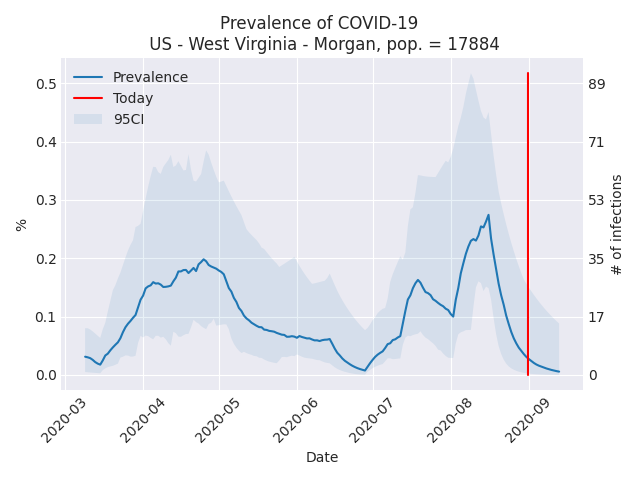 Prevalence of COVID-19
US - West Virginia - Morgan, pop. = 17884
Prevalence
Today
95CI
%
0.5
0.4
0.3
0.2
0.1
0.0
89
71
53
35
17
0
# of infections
2020-03
2020-04
2020-05
2020-06
2020-07
2020-08
2020-09
Date